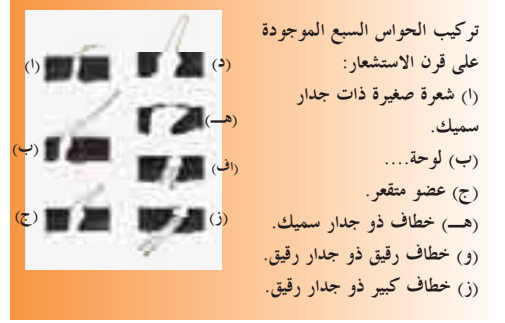 تركيب الحواس السبع الموجودة
على قرن الاستشعار:
(ا) شعرة صغيرة ذات جدار
سميك.
(ب) لوحة....
(ج) عضو متقعر.
(هـ) خطاف ذو جدار سميك.
(و) خطاف رقيق ذو جدار رقيق.
(ز) خطاف كبير ذو جدار رقيق.
(ا)
(د)
(هـ)
(ب)
(اف)
(ج)
(ز)